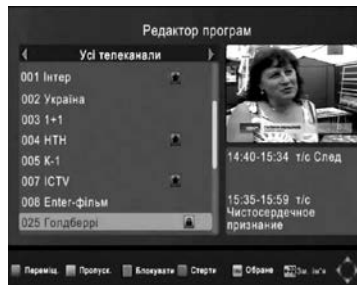 Редактор програм
Усі телеканали
001 Інтер
002 Україна
003 1+1
004 НТН
005 К-1
007 ICTV
008 Enter-фільм
025 Голдберрі
14:40-15:34 т/с След
15:35-15:59 т/с
Чистосердечное
признание
Переміщ. Пропуск. Блокувати Стерти Обране Зм. ім'я